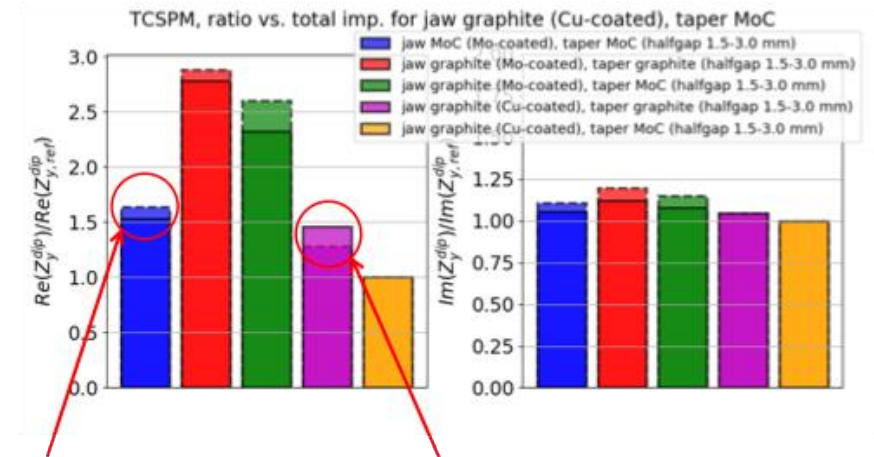 TCSPM, ratio vs. total imp. for jaw graphite (Cu-coated), taper MoC
jaw MoC (Mo-coated), taper MoC (halfgap 1.5-3.0 mm)
jaw graphite (Mo-coated), taper graphite (halfgap 1.5-3.0 mm)
jaw graphite (Mo-coated), taper MoC (halfgap 1.5-3.0 mm)
jaw graphite (Cu-coated), taper graphite (halfgap 1.5-3.0 mm)
jaw graphite (Cu-coated), taper MoC (halfgap 1.5-3.0 mm)
Re(Z_y^{dip})/Re(Z_{y,ref}^{dip})
3.0
2.5
2.0
1.5
1.0
0.5
0.0
Im(Z_y^{dip})/Im(Z_{y,ref}^{dip})
1.25
1.00
0.75
0.50
0.25
0.00